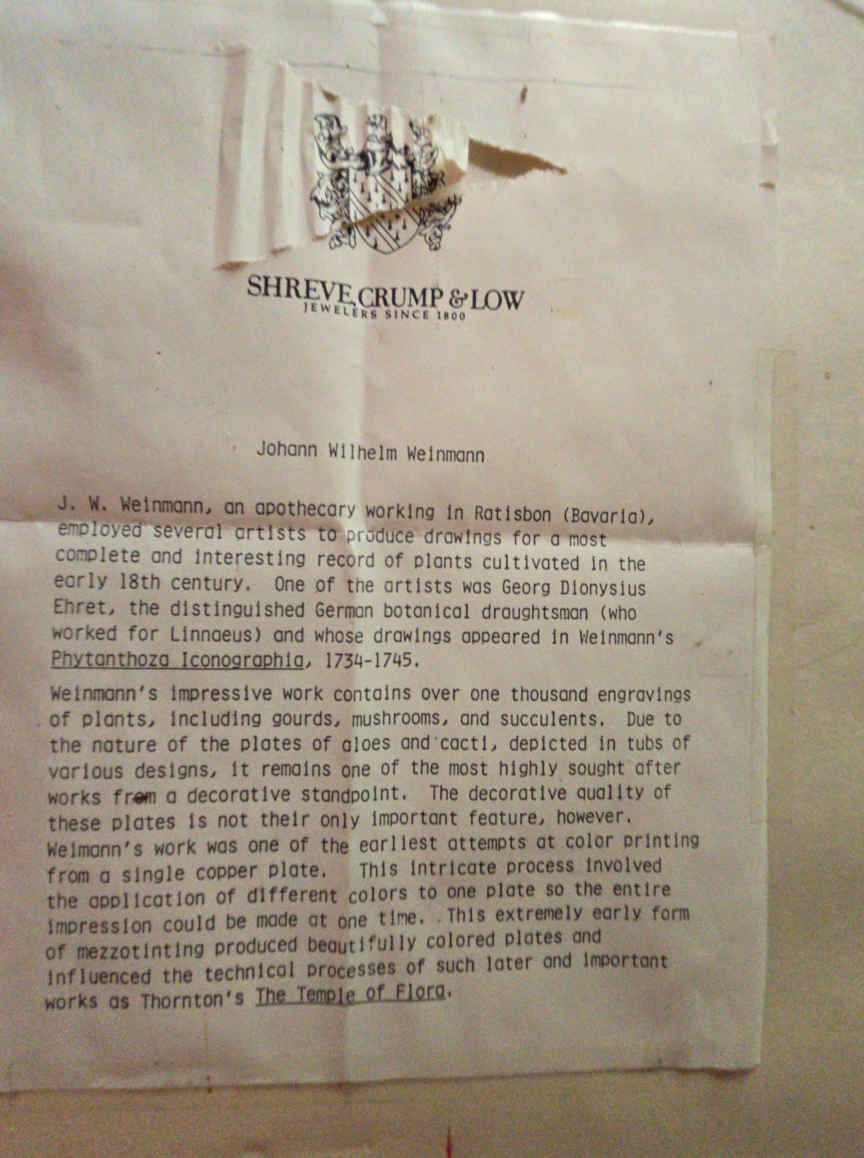 SHREVE, CRUMP & LOW
JEWELERS SINCE 1800
Johann Wilhelm Weinmann
J. W. Weinmann, an apothecary working in Ratisbon (Bavaria),
employed several artists to produce drawings for a most
complete and interesting record of plants cultivated in the
early 18th century. One of the artists was Georg Dionysius
Ehret, the distinguished German botanical draughtsman (who
worked for Linnaeus) and whose drawings appeared in Weinmann's
Phytanthoza Iconographia, 1734-1745.
Weinmann's impressive work contains over one thousand engravings
of plants, including gourds, mushrooms, and succulents. Due to
the nature of the plates of aloes and cacti, depicted in tubs of
various designs, it remains one of the most highly sought after
works from a decorative standpoint. The decorative quality of
these plates is not their only important feature, however.
Weimann's work was one of the earliest attempts at color printing
from a single copper plate. This intricate process involved
the application of different colors to one plate so the entire
impression could be made at one time. This extremely early form
of mezzotinting produced beautifully colored plates and
influenced the technical processes of such later and important
works as Thornton's The Temple of Flora.